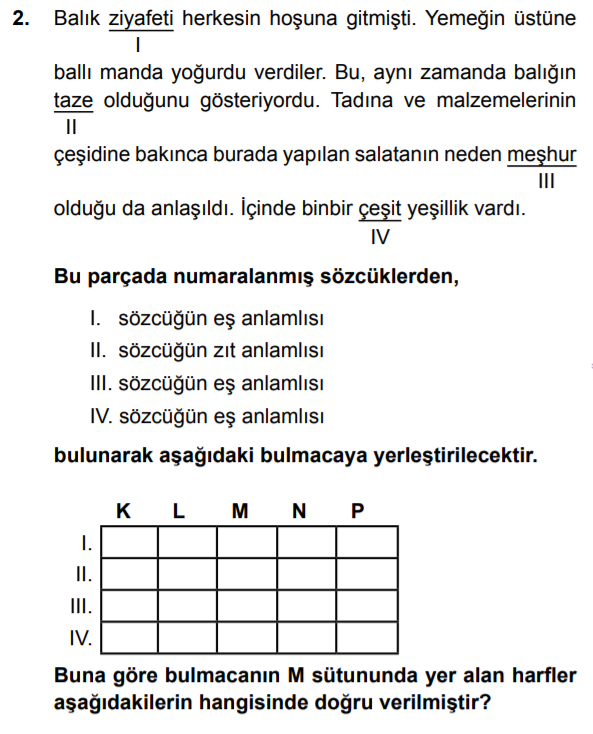 2. Balık ziyafeti herkesin hoşuna gitmişti. Yemeğin üstüne
I
ballı manda yoğurdu verdiler. Bu, aynı zamanda balığın
taze olduğunu gösteriyordu. Tadına ve malzemelerinin
II
çeşidine bakınca burada yapılan salatanın neden meşhur
III
olduğu da anlaşıldı. İçinde binbir çeşit yeşillik vardı.
IV
Bu parçada numaralanmış sözcüklerden,
I. sözcüğün eş anlamlısı
II. sözcüğün zıt anlamlısı
III. sözcüğün eş anlamlısı
IV. sözcüğün eş anlamlısı
bulunarak aşağıdaki bulmacaya yerleştirilecektir.
K L M N P
I.
II.
III.
IV.
Buna göre bulmacanın M sütununda yer alan harfler
aşağıdakilerin hangisinde doğru verilmiştir?